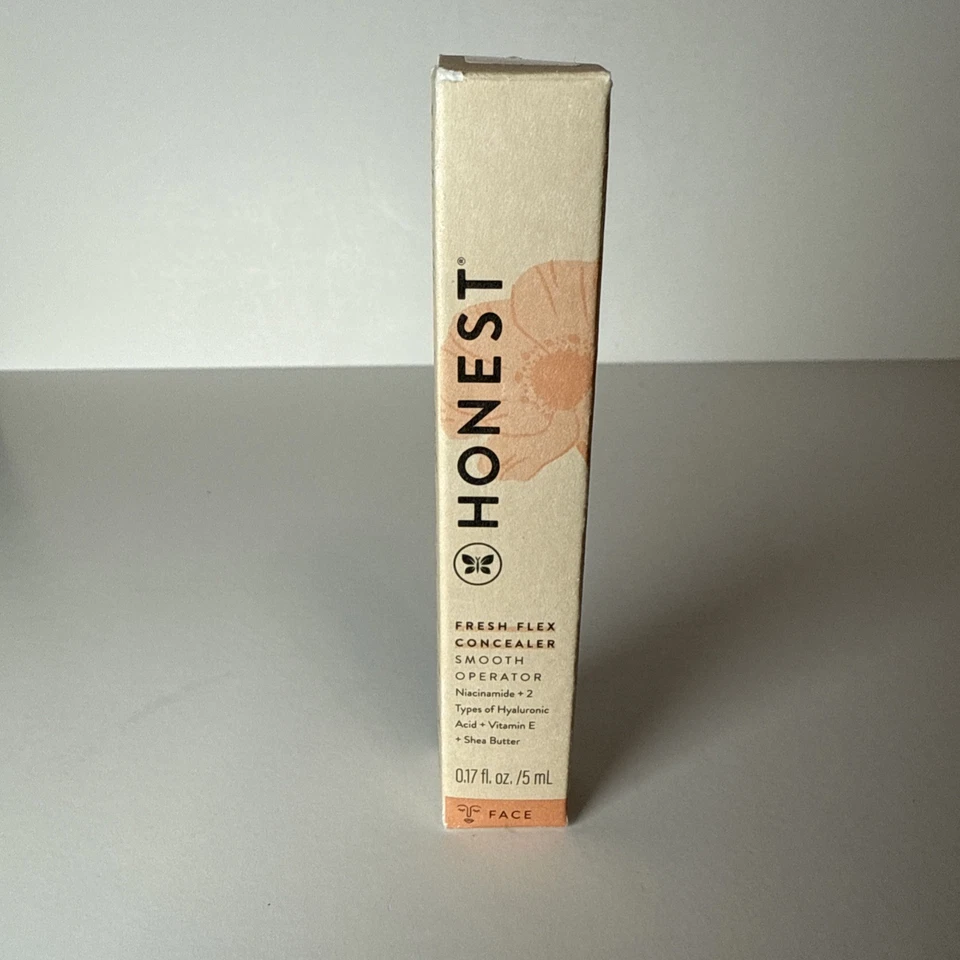 HONEST®
FRESH FLEX
CONCEALER
SMOOTH
OPERATOR
Niacinamide + 2
Types of Hyaluronic
Acid + Vitamin E
+ Shea Butter
0.17 fl. oz. /5 mL
FACE